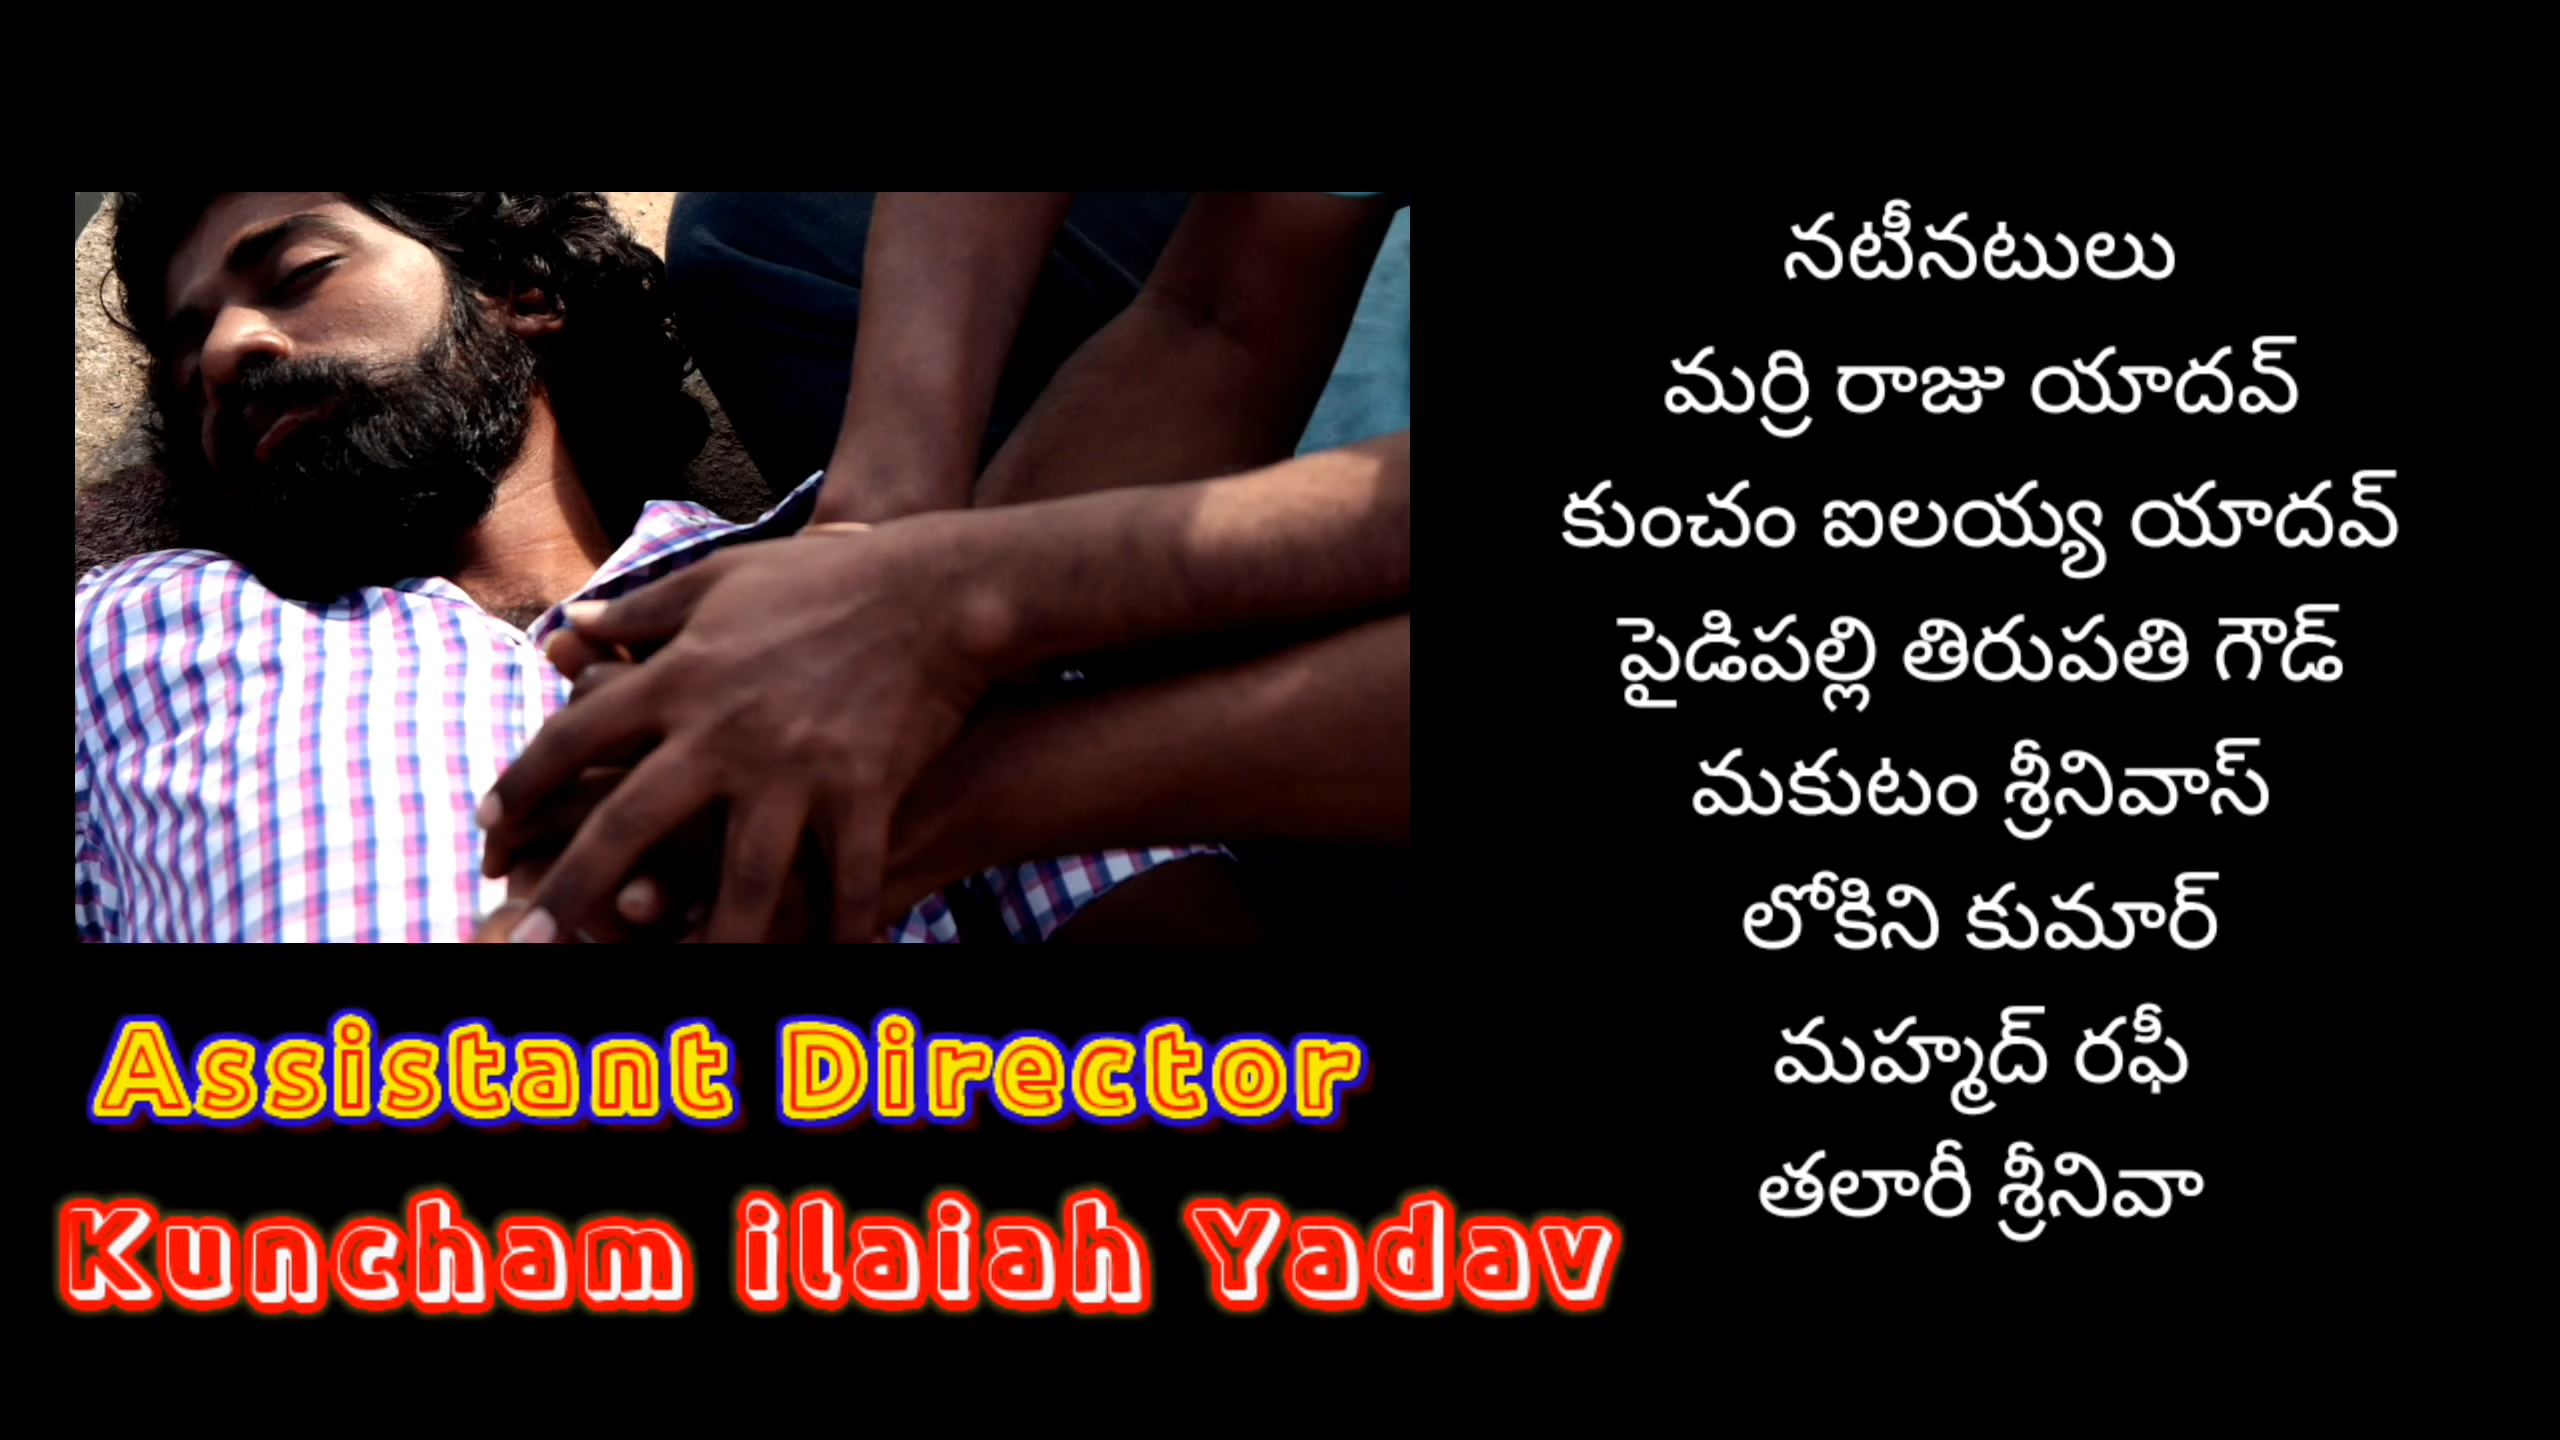 నటీనటులు
మర్రి రాజు యాదవ్
కుంచం ఐలయ్య యాదవ్
పైడిపల్లి తిరుపతి గౌడ్
మకుటం శ్రీనివాస్
లోకిని కుమార్
మహ్మద్ రఫీ
తలారీ శ్రీనివా
Assistant Director
Kuncham ilaiah Yadav